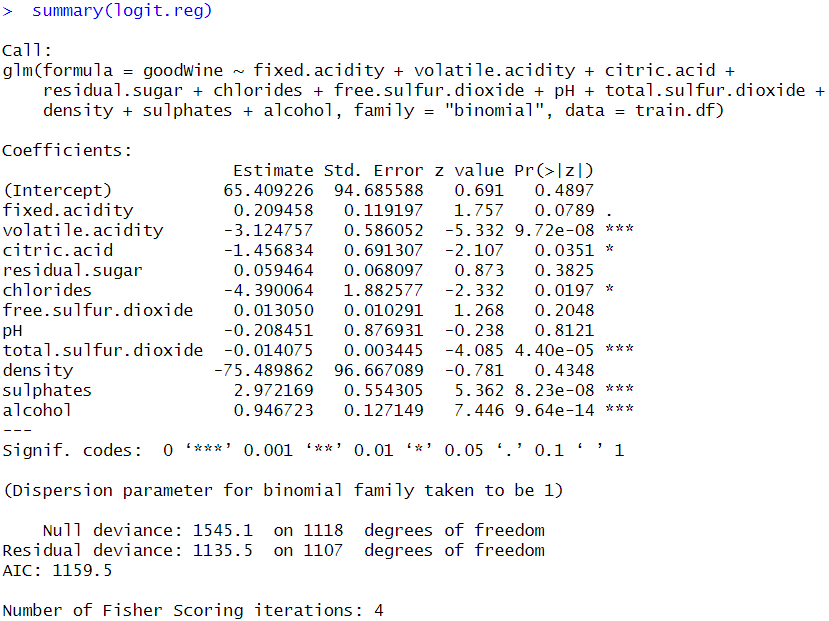 >  summary(logit.reg)
Call:
glm(formula = goodWine ~ fixed.acidity + volatile.acidity + citric.acid +
    residual.sugar + chlorides + free.sulfur.dioxide + pH + total.sulfur.dioxide +
    density + sulphates + alcohol, family = "binomial", data = train.df)
Coefficients:
                       Estimate Std. Error z value Pr(>|z|)
(Intercept)           65.409226  94.685588   0.691   0.4897
fixed.acidity          0.209458   0.119197   1.757   0.0789 .
volatile.acidity      -3.124757   0.586052  -5.332 9.72e-08 ***
citric.acid           -1.456834   0.691307  -2.107   0.0351 *
residual.sugar         0.059464   0.068097   0.873   0.3825
chlorides             -4.390064   1.882577  -2.332   0.0197 *
free.sulfur.dioxide    0.013050   0.010291   1.268   0.2048
pH                    -0.208451   0.876931  -0.238   0.8121
total.sulfur.dioxide  -0.014075   0.003445  -4.085 4.40e-05 ***
density              -75.489862  96.667089  -0.781   0.4348
sulphates              2.972169   0.554305   5.362 8.23e-08 ***
alcohol                0.946723   0.127149   7.446 9.64e-14 ***
---
Signif. codes:  0 ‘***’ 0.001 ‘**’ 0.01 ‘*’ 0.05 ‘.’ 0.1 ‘ ’ 1
(Dispersion parameter for binomial family taken to be 1)
    Null deviance: 1545.1  on 1118  degrees of freedom
Residual deviance: 1135.5  on 1107  degrees of freedom
AIC: 1159.5
Number of Fisher Scoring iterations: 4